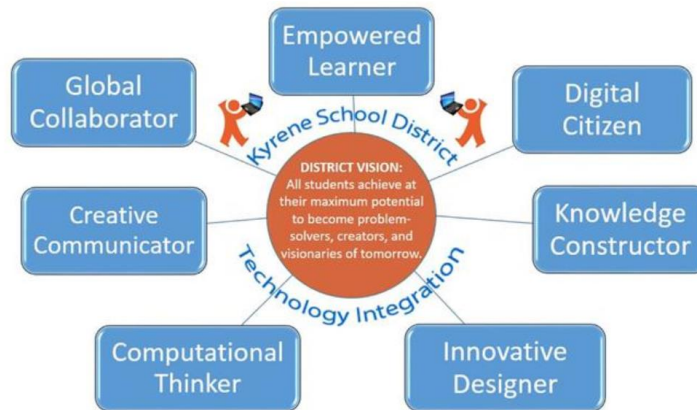 Empowered
Learner
Global
Collaborator
Digital
Citizen
Kyrene School District
DISTRICT VISION:
All students achieve at
their maximum potential
to become problem-
solvers, creators, and
visionaries of tomorrow.
Creative
Communicator
Knowledge
Constructor
Technology Integration
Computational
Thinker
Innovative
Designer